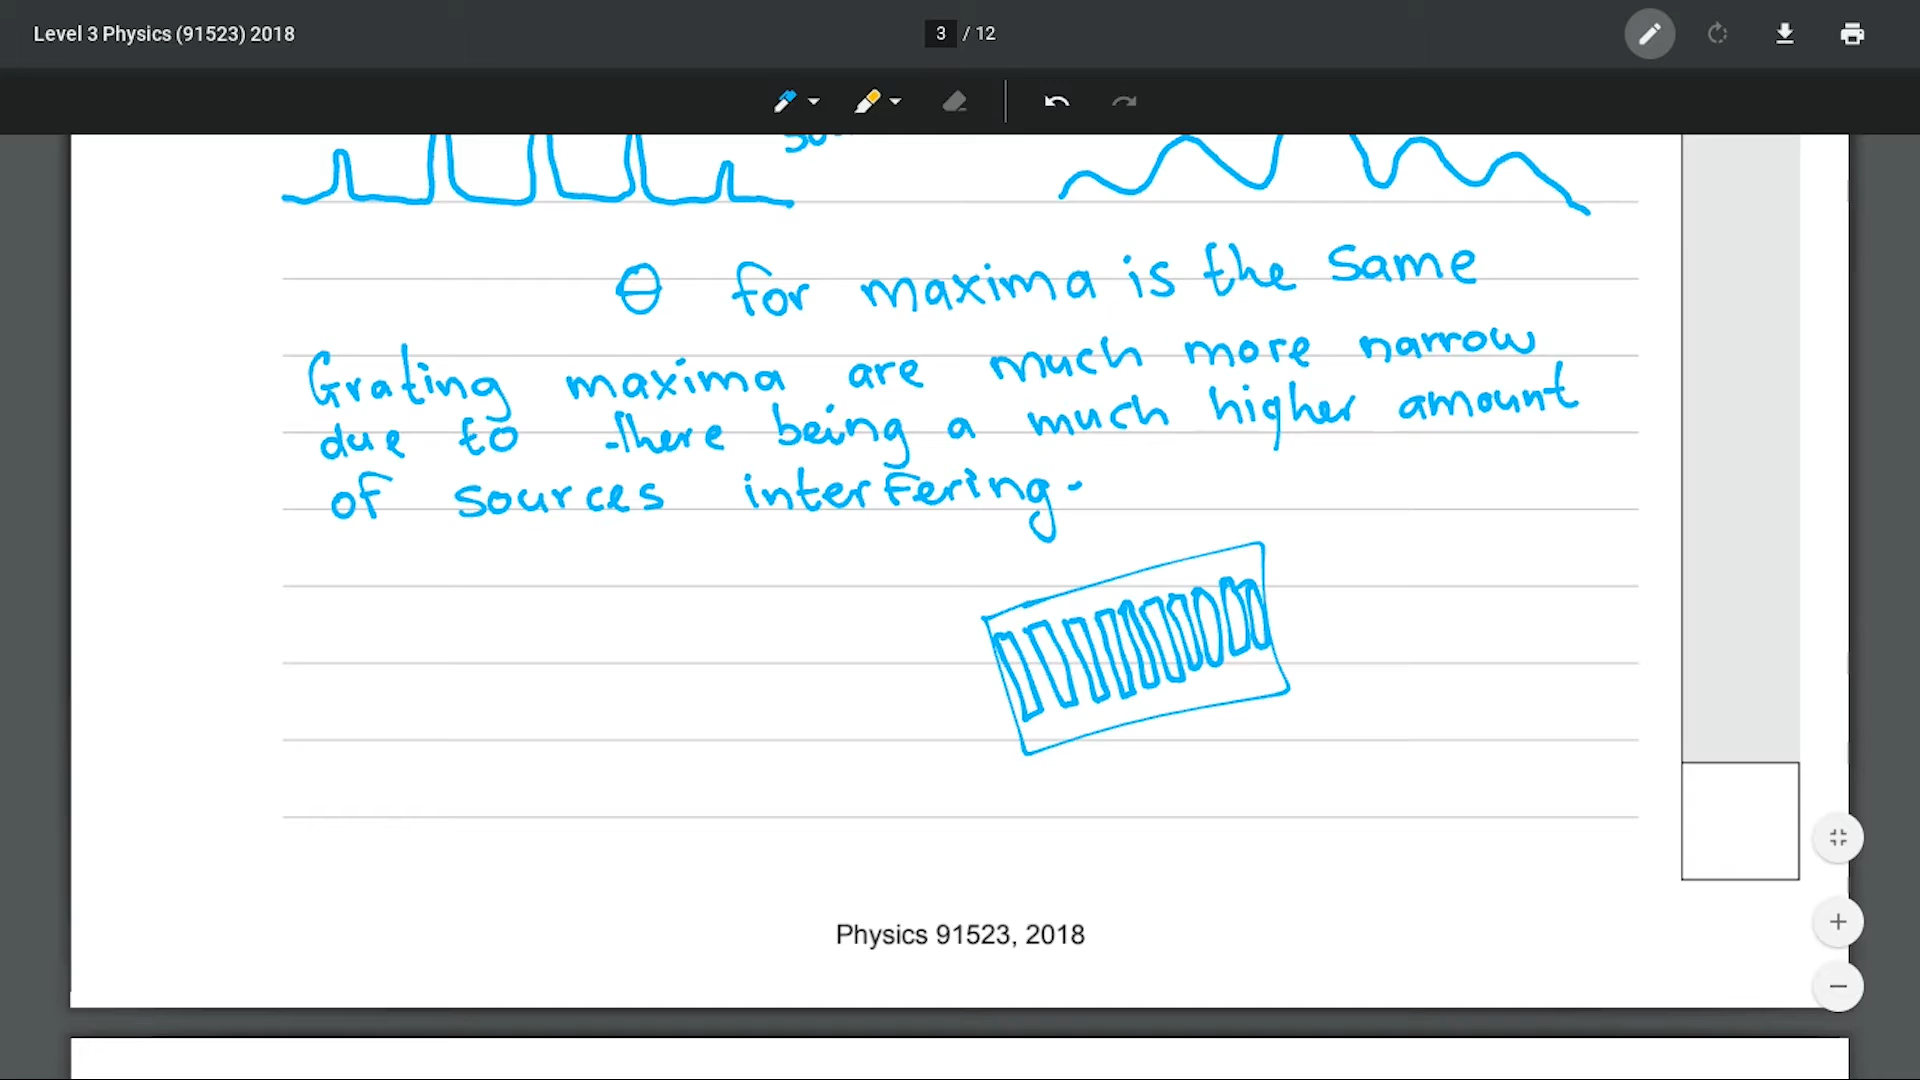 Level 3 Physics (91523) 2018
3 / 12
θ for maxima is the same
Grating maxima are much more narrow
due to there being a much higher amount
of sources interfering.
Physics 91523, 2018